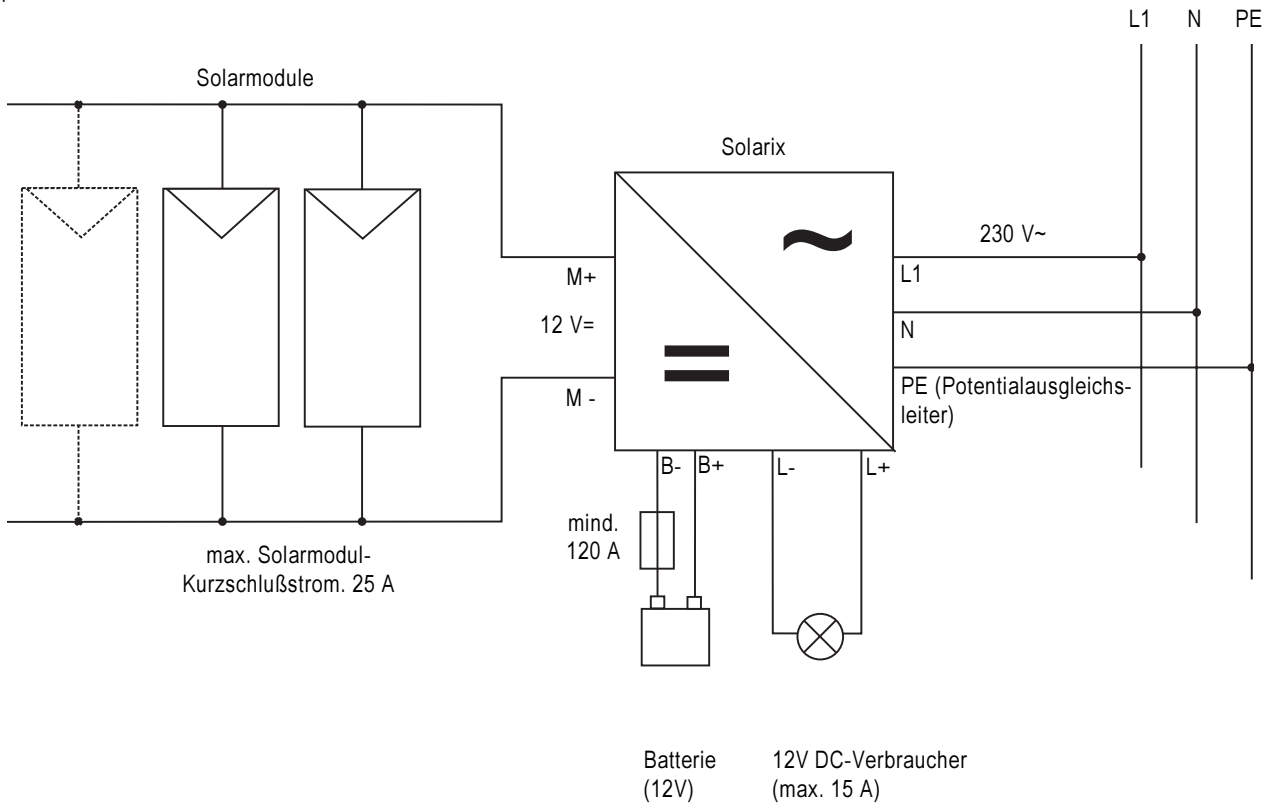 L1 N PE
Solarmodule
Solarix
230 V~
M+
L1
12 V=
N
M -
PE (Potentialausgleichs-
leiter)
B- B+ L- L+
mind.
120 A
max. Solarmodul-
Kurzschlußstrom. 25 A
Batterie
(12V)
12V DC-Verbraucher
(max. 15 A)